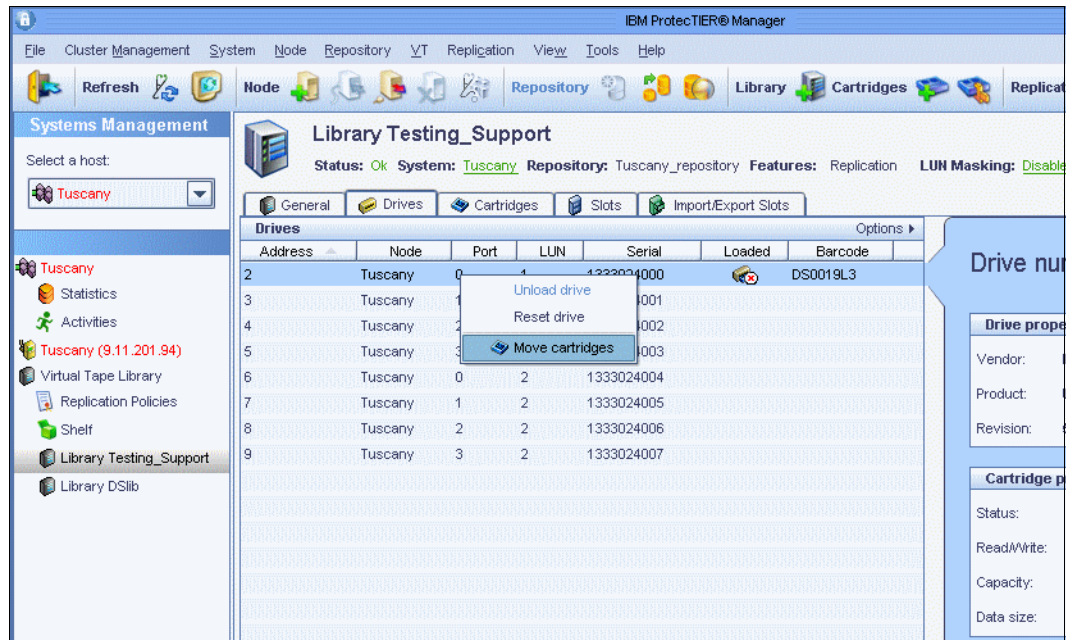 IBM ProtecTIER® Manager
File Cluster Management System Node Repository VT Replication View Tools Help
Refresh Node Repository Library Cartridges Replicat
Systems Management
Select a host:
Tuscany
Tuscany
Statistics
Activities
Tuscany (9.11.201.94)
Virtual Tape Library
Replication Policies
Shelf
Library Testing_Support
Library DSlib
Library Testing_Support
Status: Ok System: Tuscany Repository: Tuscany_repository Features: Replication LUN Masking: Disable
General Drives Cartridges Slots Import/Export Slots
Drives Options
Address Node Port LUN Serial Loaded Barcode
2 Tuscany 0 1 1333024000 DS0019L3
3 Tuscany 1 4001
4 Tuscany 2 4002
5 Tuscany 3 4003
6 Tuscany 0 2 1333024004
7 Tuscany 1 2 1333024005
8 Tuscany 2 2 1333024006
9 Tuscany 3 2 1333024007
Unload drive
Reset drive
Move cartridges
Drive nur
Drive prope
Vendor:
Product:
Revision:
Cartridge p
Status:
Read/Write:
Capacity:
Data size: